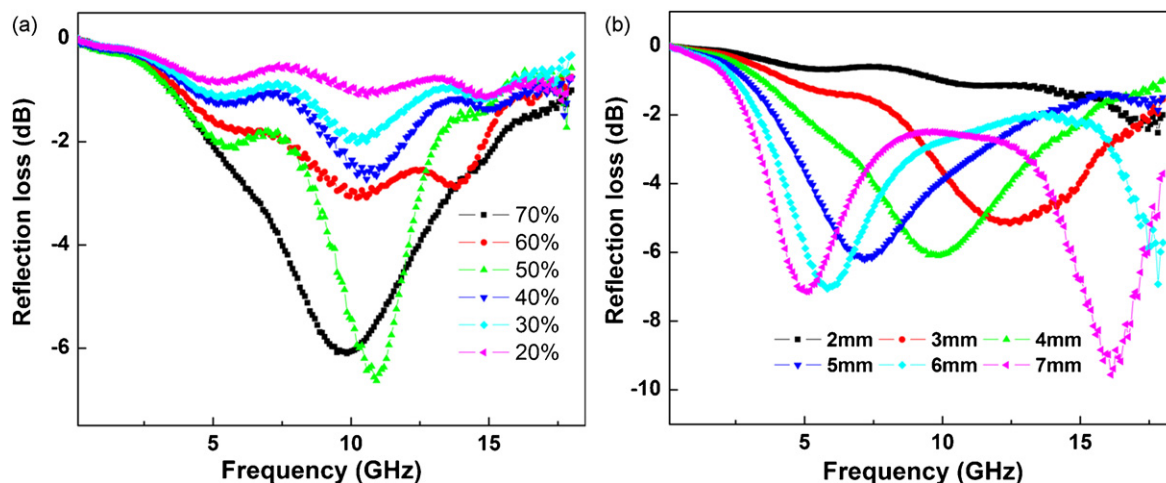 (a)
0
-2
-4
-6
Reflection loss (dB)
70%
60%
50%
40%
30%
20%
5
10
15
Frequency (GHz)
(b)
0
-2
-4
-6
-8
-10
Reflection loss (dB)
2mm 3mm 4mm
5mm 6mm 7mm
5
10
15
Frequency (GHz)